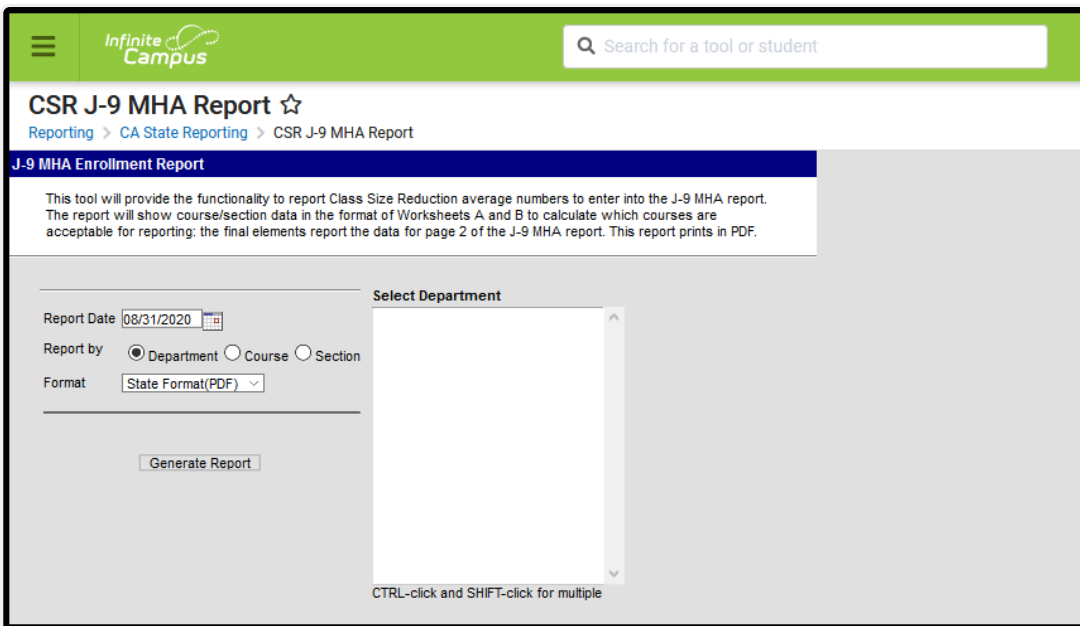 Infinite
Campus
Search for a tool or student
CSR J-9 MHA Report
Reporting > CA State Reporting > CSR J-9 MHA Report
J-9 MHA Enrollment Report
This tool will provide the functionality to report Class Size Reduction average numbers to enter into the J-9 MHA report.
The report will show course/section data in the format of Worksheets A and B to calculate which courses are
acceptable for reporting: the final elements report the data for page 2 of the J-9 MHA report. This report prints in PDF.
Select Department
Report Date 08/31/2020
Report by Department Course Section
Format State Format(PDF)
Generate Report
CTRL-click and SHIFT-click for multiple